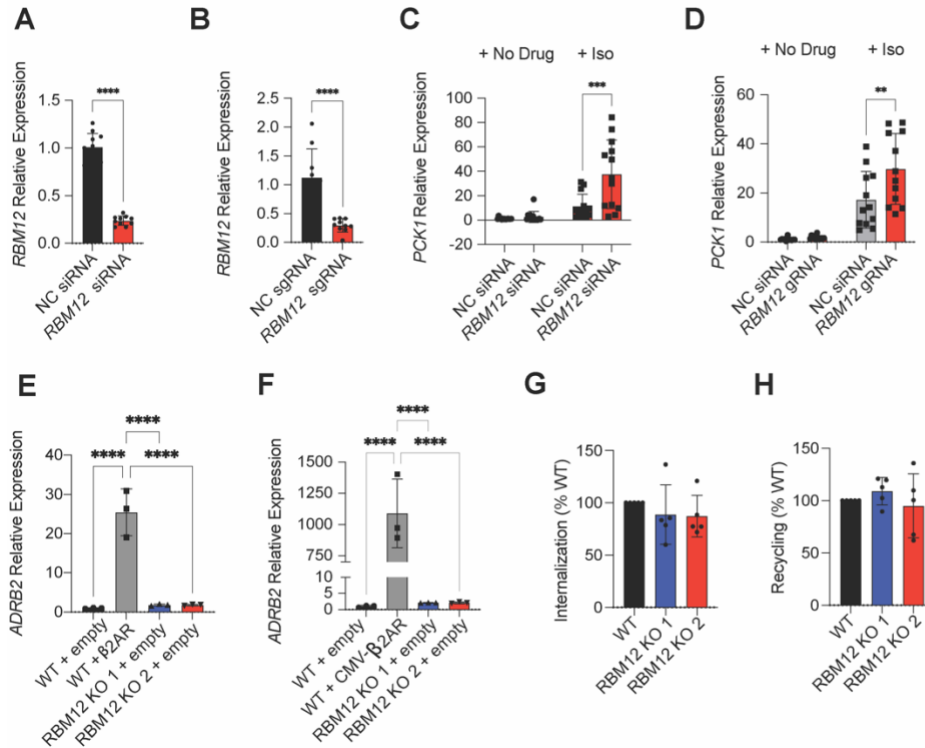 A
RBM12 Relative Expression
1.5
1.0
0.5
0.0
****
NC siRNA
RBM12 siRNA
B
RBM12 Relative Expression
2.5
2.0
1.5
1.0
0.5
0.0
****
NC sgRNA
RBM12 sgRNA
C
+ No Drug + Iso
PCK1 Relative Expression
100
80
60
40
20
0
-20
***
NC siRNA
RBM12 siRNA
NC siRNA
RBM12 siRNA
D
+ No Drug + Iso
PCK1 Relative Expression
60
40
20
0
**
NC siRNA
RBM12 gRNA
NC siRNA
RBM12 gRNA
E
ADRB2 Relative Expression
40
30
20
10
0
****
**** ****
WT + empty
WT + β2AR
RBM12 KO 1 + empty
RBM12 KO 2 + empty
F
ADRB2 Relative Expression
1500
1250
1000
750
5
0
****
**** ****
WT + empty
WT + CMV-β2AR
RBM12 KO 1 + empty
RBM12 KO 2 + empty
G
Internalization (% WT)
150
100
50
0
WT
RBM12 KO 1
RBM12 KO 2
H
Recycling (% WT)
150
100
50
0
WT
RBM12 KO 1
RBM12 KO 2